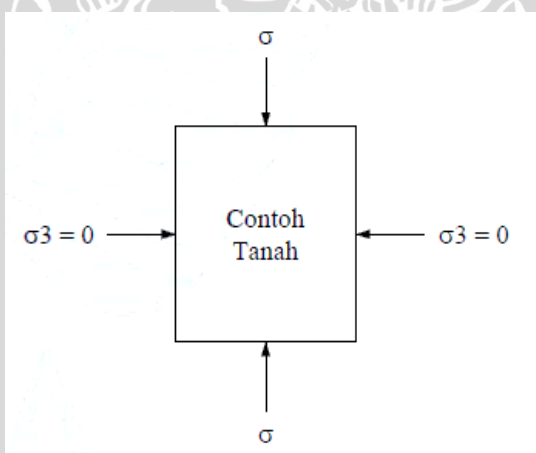 σ
σ3 = 0
Contoh
Tanah
σ3 = 0
σ